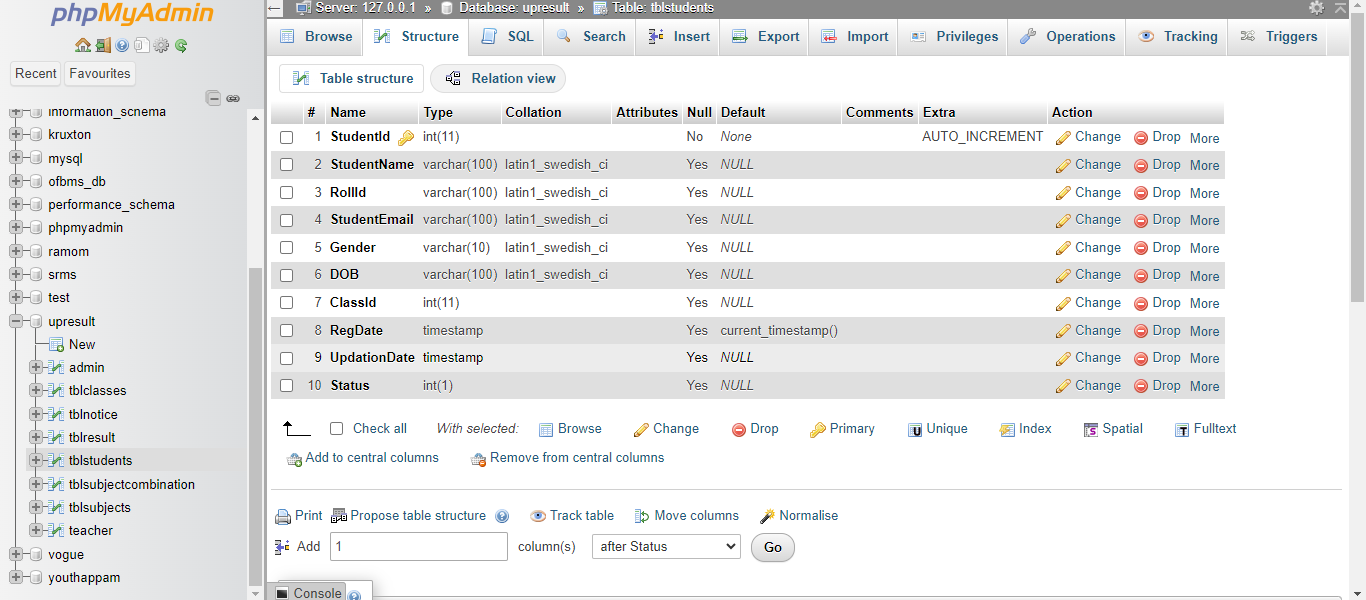 phpMyAdmin
Recent Favourites
information_schema
kruxton
mysql
ofbms_db
performance_schema
phpmyadmin
ramom
srms
test
upresult
New
admin
tblclasses
tblnotice
tblresult
tblstudents
tblsubjectcombination
tblsubjects
teacher
vogue
youthappam
Server: 127.0.0.1 » Database: upresult » Table: tblstudents
Browse Structure SQL Search Insert Export Import Privileges Operations Tracking Triggers
Table structure Relation view
# Name Type Collation Attributes Null Default Comments Extra Action
1 StudentId int(11) No None AUTO_INCREMENT Change Drop More
2 StudentName varchar(100) latin1_swedish_ci Yes NULL Change Drop More
3 RollId varchar(100) latin1_swedish_ci Yes NULL Change Drop More
4 StudentEmail varchar(100) latin1_swedish_ci Yes NULL Change Drop More
5 Gender varchar(10) latin1_swedish_ci Yes NULL Change Drop More
6 DOB varchar(100) latin1_swedish_ci Yes NULL Change Drop More
7 ClassId int(11) Yes NULL Change Drop More
8 RegDate timestamp Yes current_timestamp() Change Drop More
9 UpdationDate timestamp Yes NULL Change Drop More
10 Status int(1) Yes NULL Change Drop More
Check all With selected: Browse Change Drop Primary Unique Index Spatial Fulltext
Add to central columns Remove from central columns
Print Propose table structure Track table Move columns Normalise
Add 1 column(s) after Status Go
Console